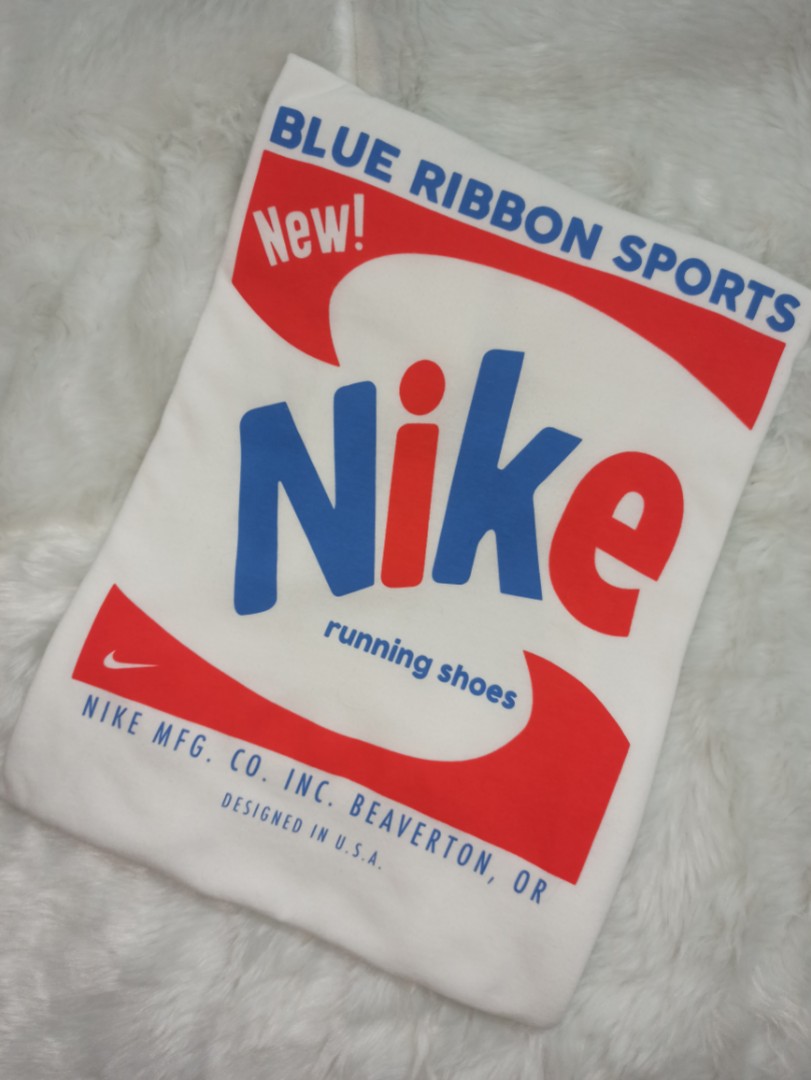 BLUE RIBBON SPORTS
New!
Nike
running shoes
NIKE MFG. CO. INC. BEAVERTON, OR
DESIGNED IN U.S.A.